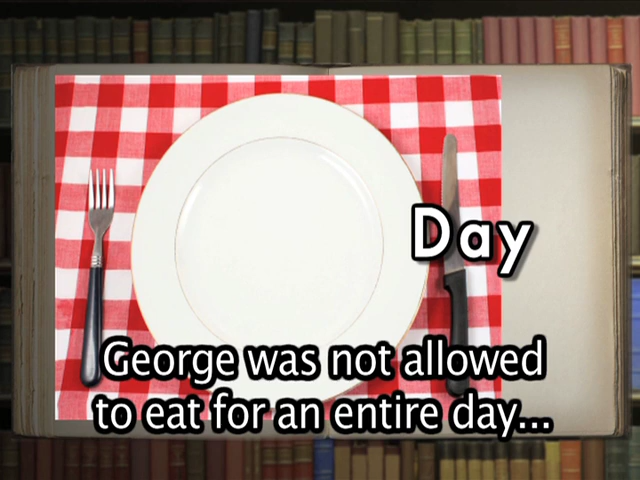 Day
George was not allowed
to eat for an entire day...